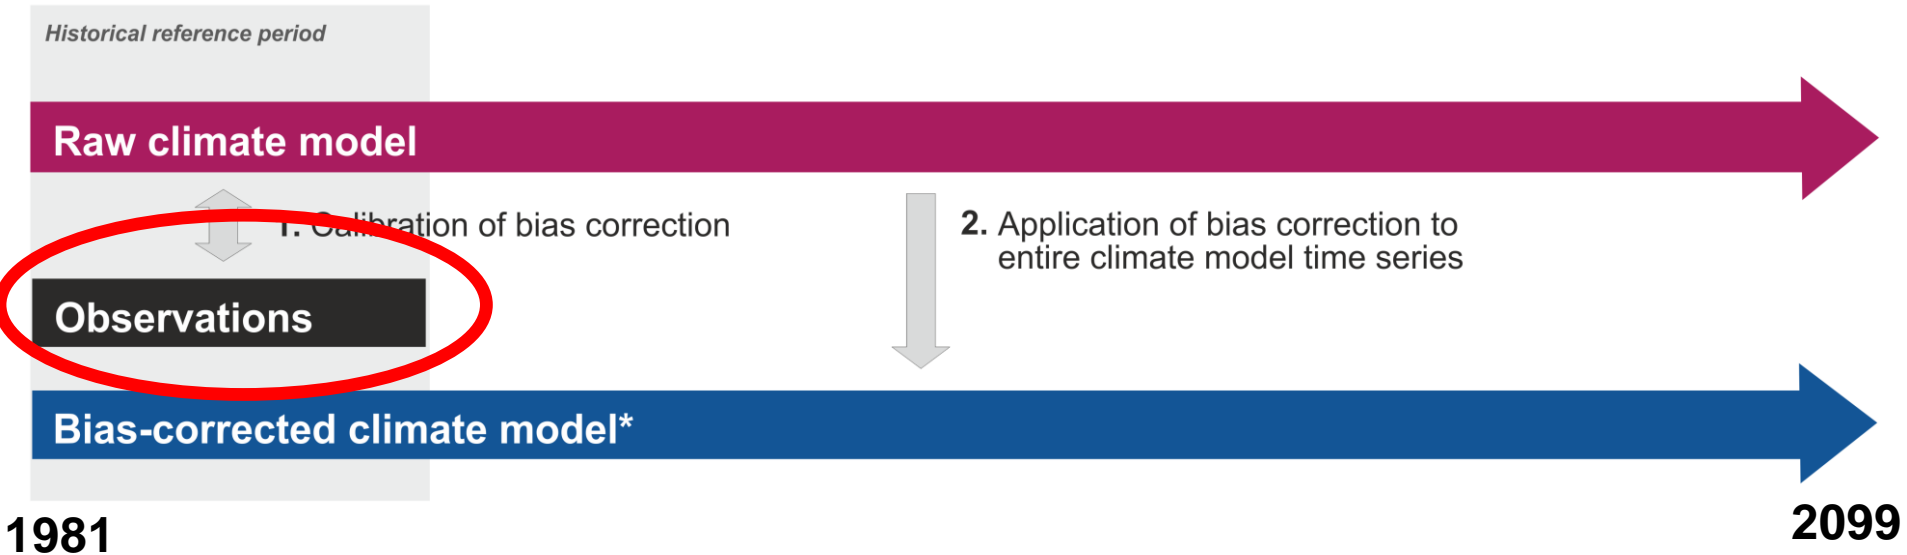 Historical reference period
Raw climate model
1. Calibration of bias correction
2. Application of bias correction to
entire climate model time series
Observations
Bias-corrected climate model*
1981
2099